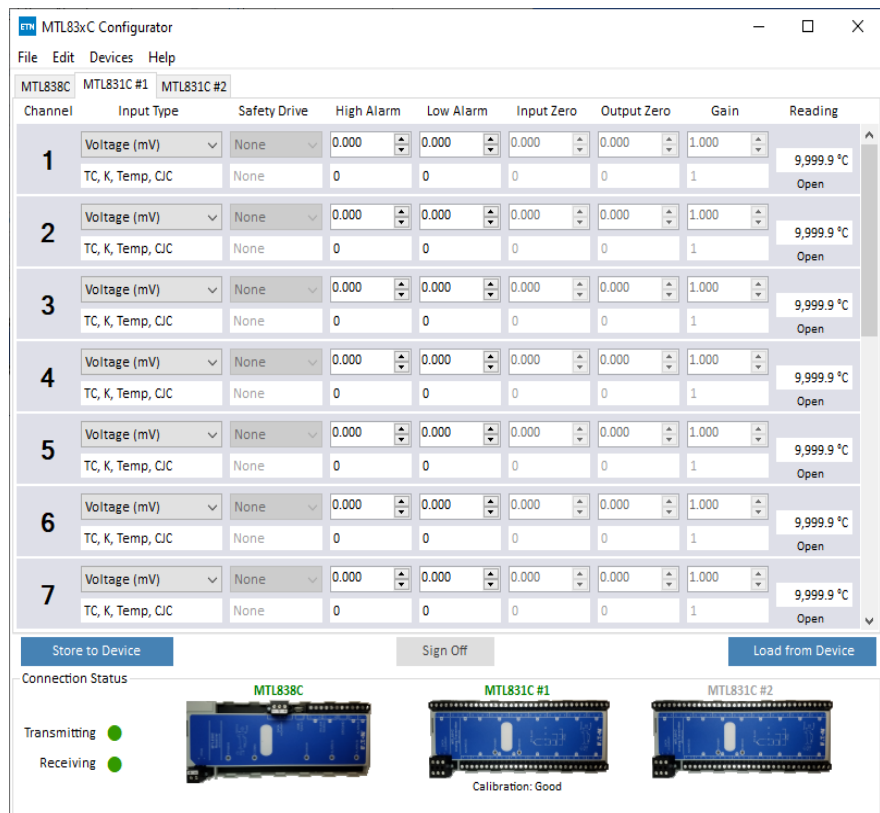 ETN MTL83xC Configurator
File Edit Devices Help
MTL838C MTL831C #1 MTL831C #2
Channel Input Type Safety Drive High Alarm Low Alarm Input Zero Output Zero Gain Reading
1 Voltage (mV) None 0.000 0.000 0.000 0.000 1.000 9,999.9 °C
TC, K, Temp, CJC None 0 0 0 0 1 Open
2 Voltage (mV) None 0.000 0.000 0.000 0.000 1.000 9,999.9 °C
TC, K, Temp, CJC None 0 0 0 0 1 Open
3 Voltage (mV) None 0.000 0.000 0.000 0.000 1.000 9,999.9 °C
TC, K, Temp, CJC None 0 0 0 0 1 Open
4 Voltage (mV) None 0.000 0.000 0.000 0.000 1.000 9,999.9 °C
TC, K, Temp, CJC None 0 0 0 0 1 Open
5 Voltage (mV) None 0.000 0.000 0.000 0.000 1.000 9,999.9 °C
TC, K, Temp, CJC None 0 0 0 0 1 Open
6 Voltage (mV) None 0.000 0.000 0.000 0.000 1.000 9,999.9 °C
TC, K, Temp, CJC None 0 0 0 0 1 Open
7 Voltage (mV) None 0.000 0.000 0.000 0.000 1.000 9,999.9 °C
TC, K, Temp, CJC None 0 0 0 0 1 Open
Store to Device Sign Off Load from Device
Connection Status
MTL838C MTL831C #1 MTL831C #2
Transmitting
Receiving
Calibration: Good